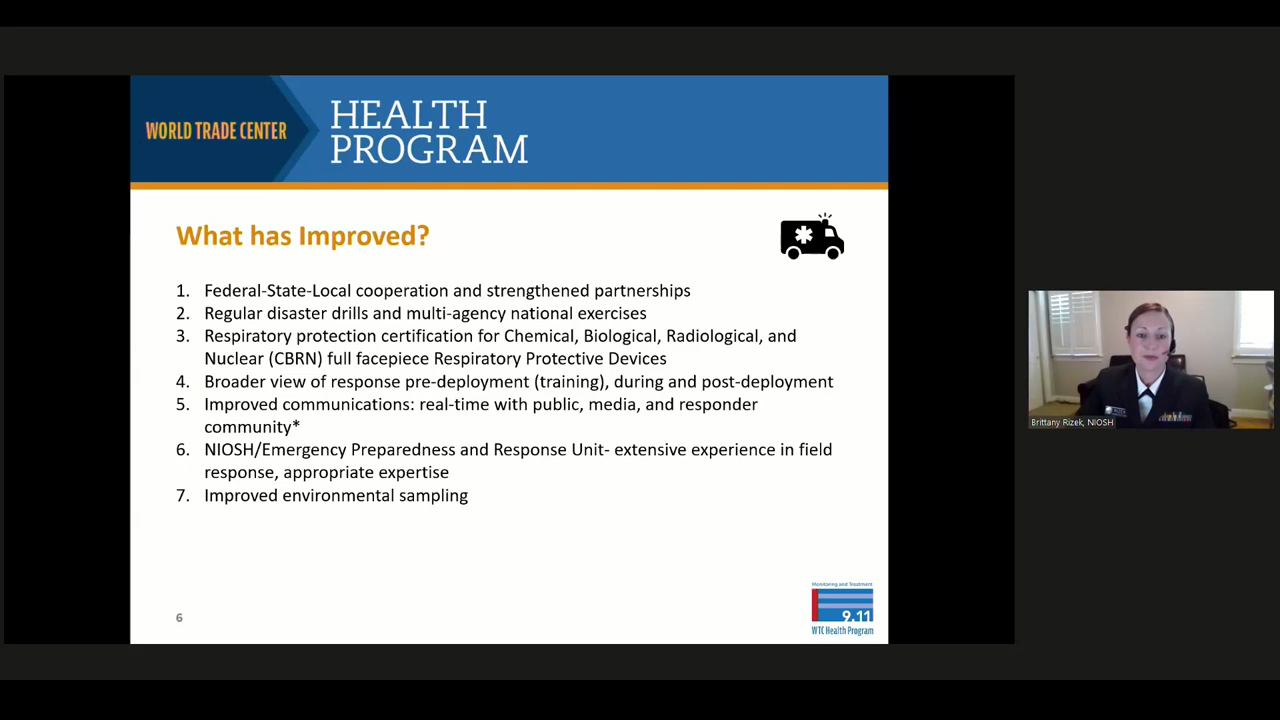 WORLD TRADE CENTER
HEALTH
PROGRAM
What has Improved?
1. Federal-State-Local cooperation and strengthened partnerships
2. Regular disaster drills and multi-agency national exercises
3. Respiratory protection certification for Chemical, Biological, Radiological, and
Nuclear (CBRN) full facepiece Respiratory Protective Devices
4. Broader view of response pre-deployment (training), during and post-deployment
5. Improved communications: real-time with public, media, and responder
community*
6. NIOSH/Emergency Preparedness and Response Unit- extensive experience in field
response, appropriate expertise
7. Improved environmental sampling
6
Monitoring and Treatment
9.11
WTC Health Program
Brittany Rizek, NIOSH